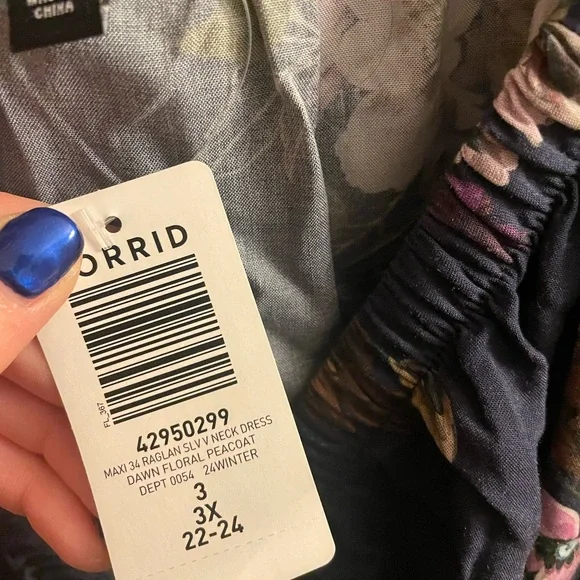 CHINA
ORRID
FL_367
42950299
MAXI 34 RAGLAN SLV V NECK DRESS
DAWN FLORAL PEACOAT
DEPT 0054 24WINTER
3
3X
22-24